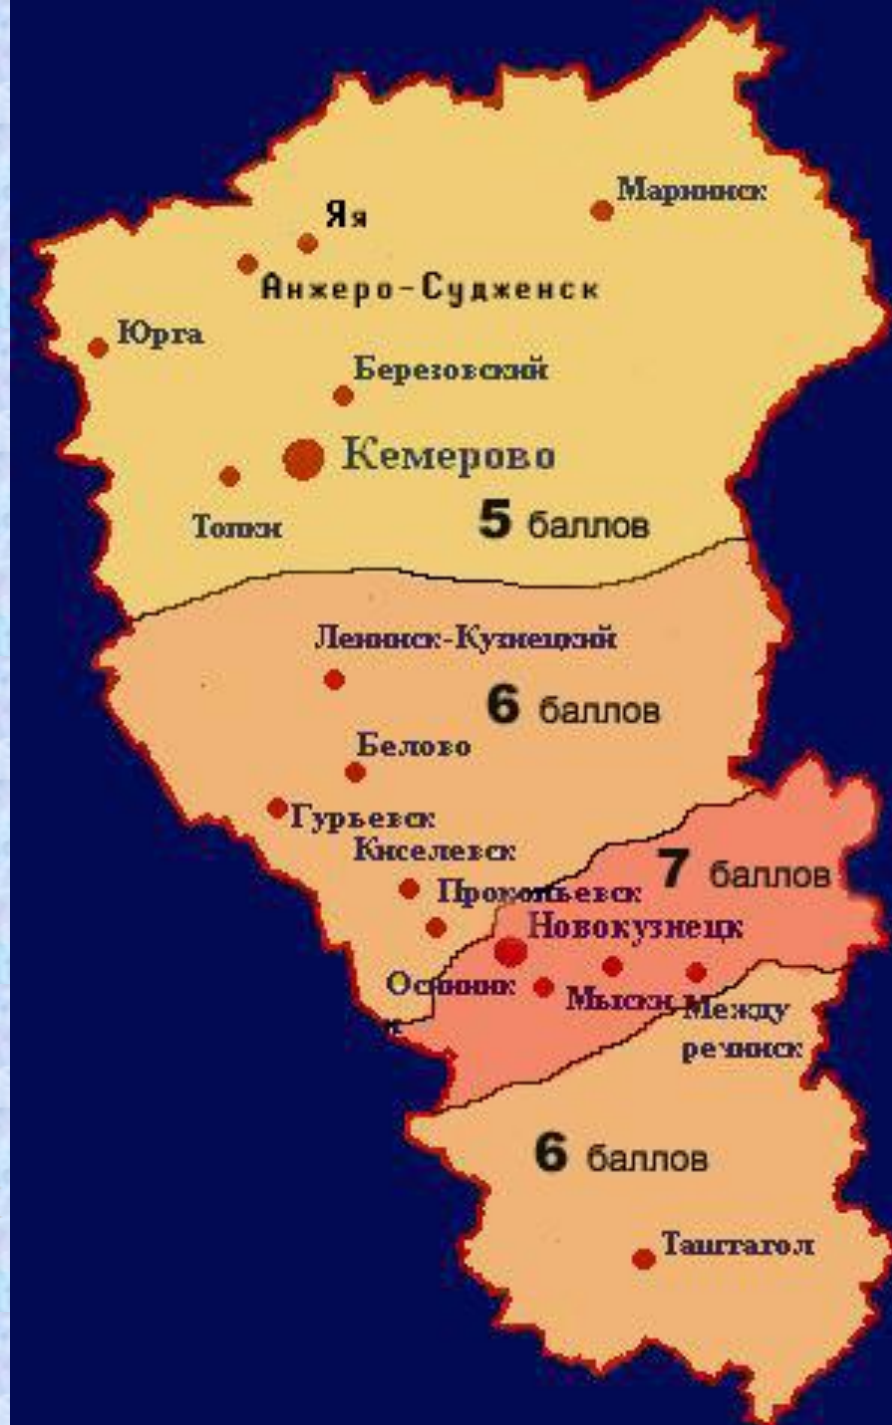 Мариинск
Яя
Анжеро-Судженск
Юрга
Березовский
Кемерово
Топки
5 баллов
Ленинск-Кузнецкий
6 баллов
Белово
Гурьевск
Киселевск
7 баллов
Прокопьевск
Новокузнецк
Осинник
и
Мыски
Между
реченск
6 баллов
Таштагол